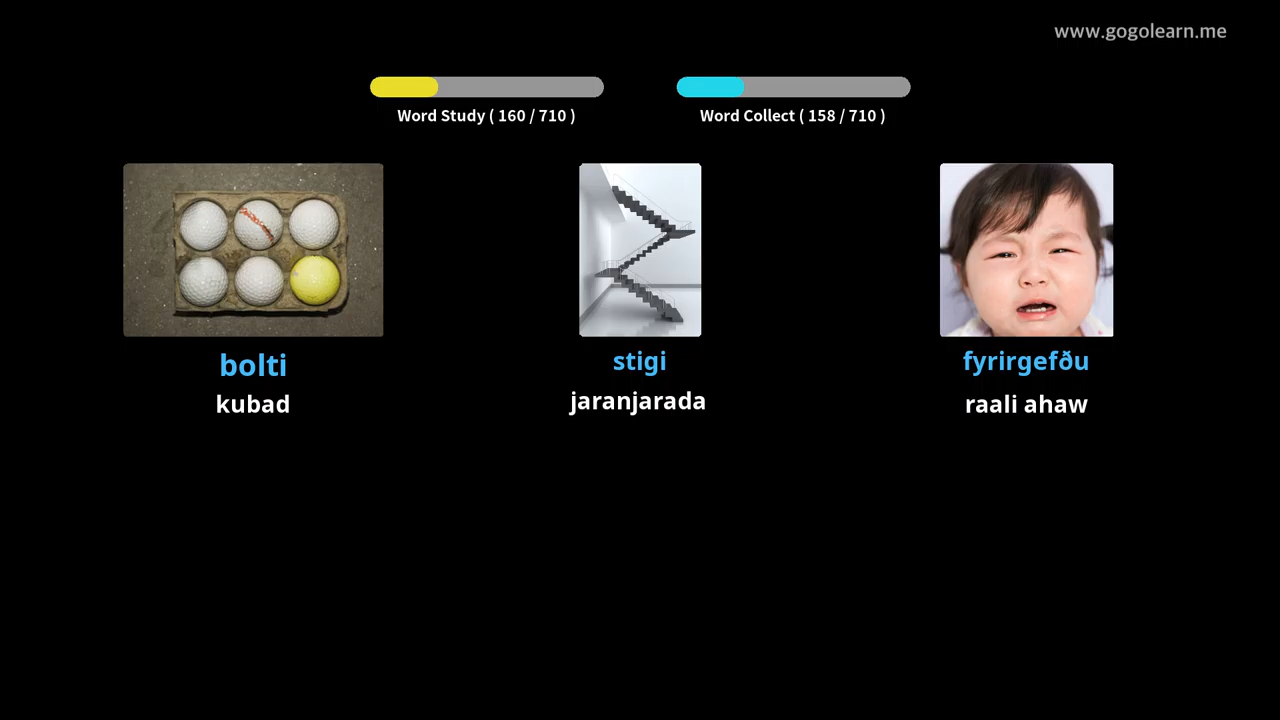 www.gogolearn.me
Word Study ( 160 / 710 )
Word Collect ( 158 / 710 )
bolti
kubad
stigi
jaranjarada
fyrirgefðu
raali ahaw